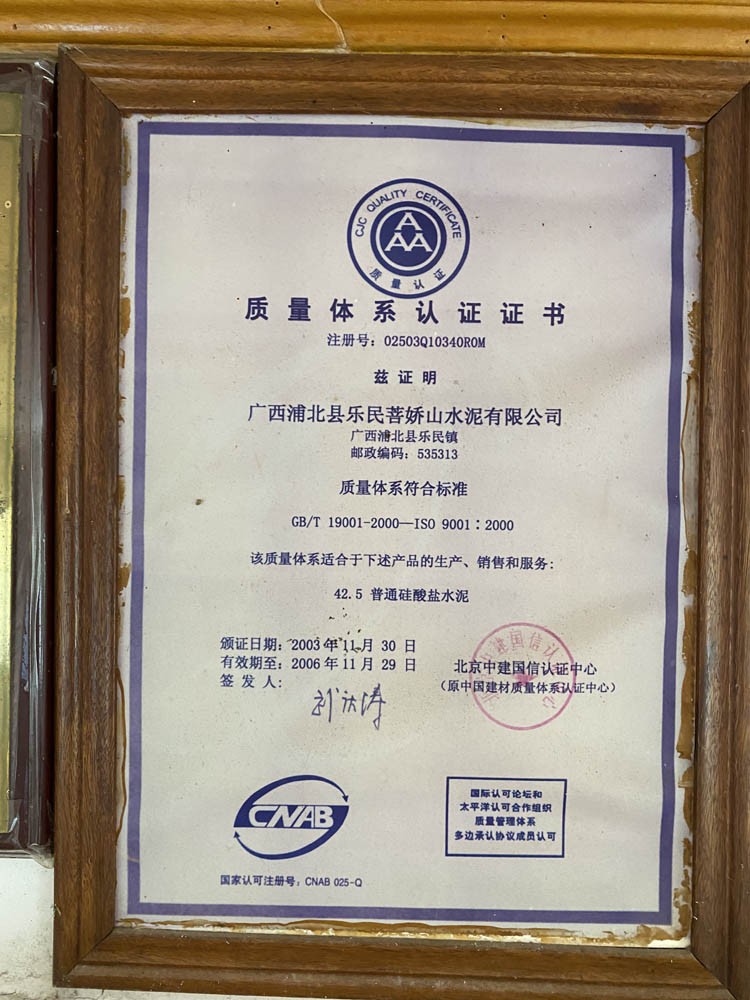 CJC QUALITY CERTIFICATE
AAA
质量认证
质量体系认证证书
注册号：02503Q10340R0M
兹证明
广西浦北县乐民菩娇山水泥有限公司
广西浦北县乐民镇
邮政编码：535313
质量体系符合标准
GB/T 19001-2000—ISO 9001：2000
该质量体系适合于下述产品的生产、销售和服务：
42.5 普通硅酸盐水泥
颁证日期：2003 年 11 月 30 日
有效期至：2006 年 11 月 29 日
签 发 人：
北京中建国信认证中心
（原中国建材质量体系认证中心）
CNAB
国家认可注册号：CNAB 025-Q
国际认可论坛和
太平洋认可合作组织
质量管理体系
多边承认协议成员认可